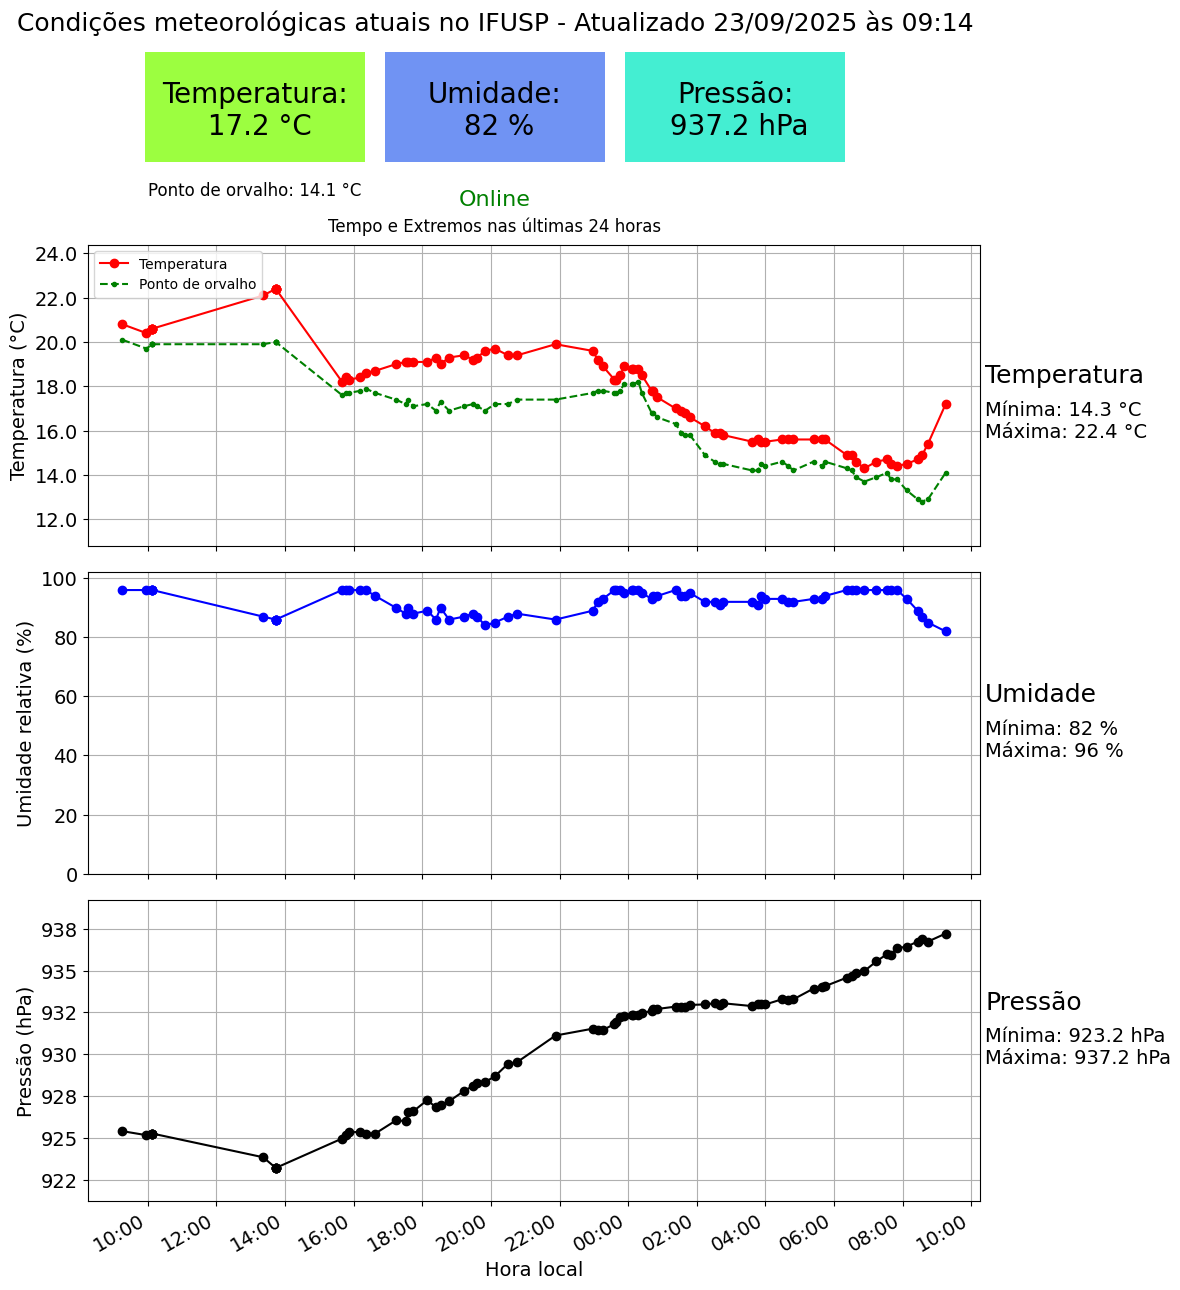 Condições meteorológicas atuais no IFUSP - Atualizado 23/09/2025 às 09:14
Temperatura:
17.2 °C
Umidade:
82 %
Pressão:
937.2 hPa
Ponto de orvalho: 14.1 °C
Online
Tempo e Extremos nas últimas 24 horas
Temperatura
Ponto de orvalho
24.0
22.0
20.0
18.0
16.0
14.0
12.0
Temperatura (°C)
Temperatura
Mínima: 14.3 °C
Máxima: 22.4 °C
100
80
60
40
20
0
Umidade relativa (%)
Umidade
Mínima: 82 %
Máxima: 96 %
938
935
932
930
928
925
922
Pressão (hPa)
Pressão
Mínima: 923.2 hPa
Máxima: 937.2 hPa
10:00 12:00 14:00 16:00 18:00 20:00 22:00 00:00 02:00 04:00 06:00 08:00 10:00
Hora local